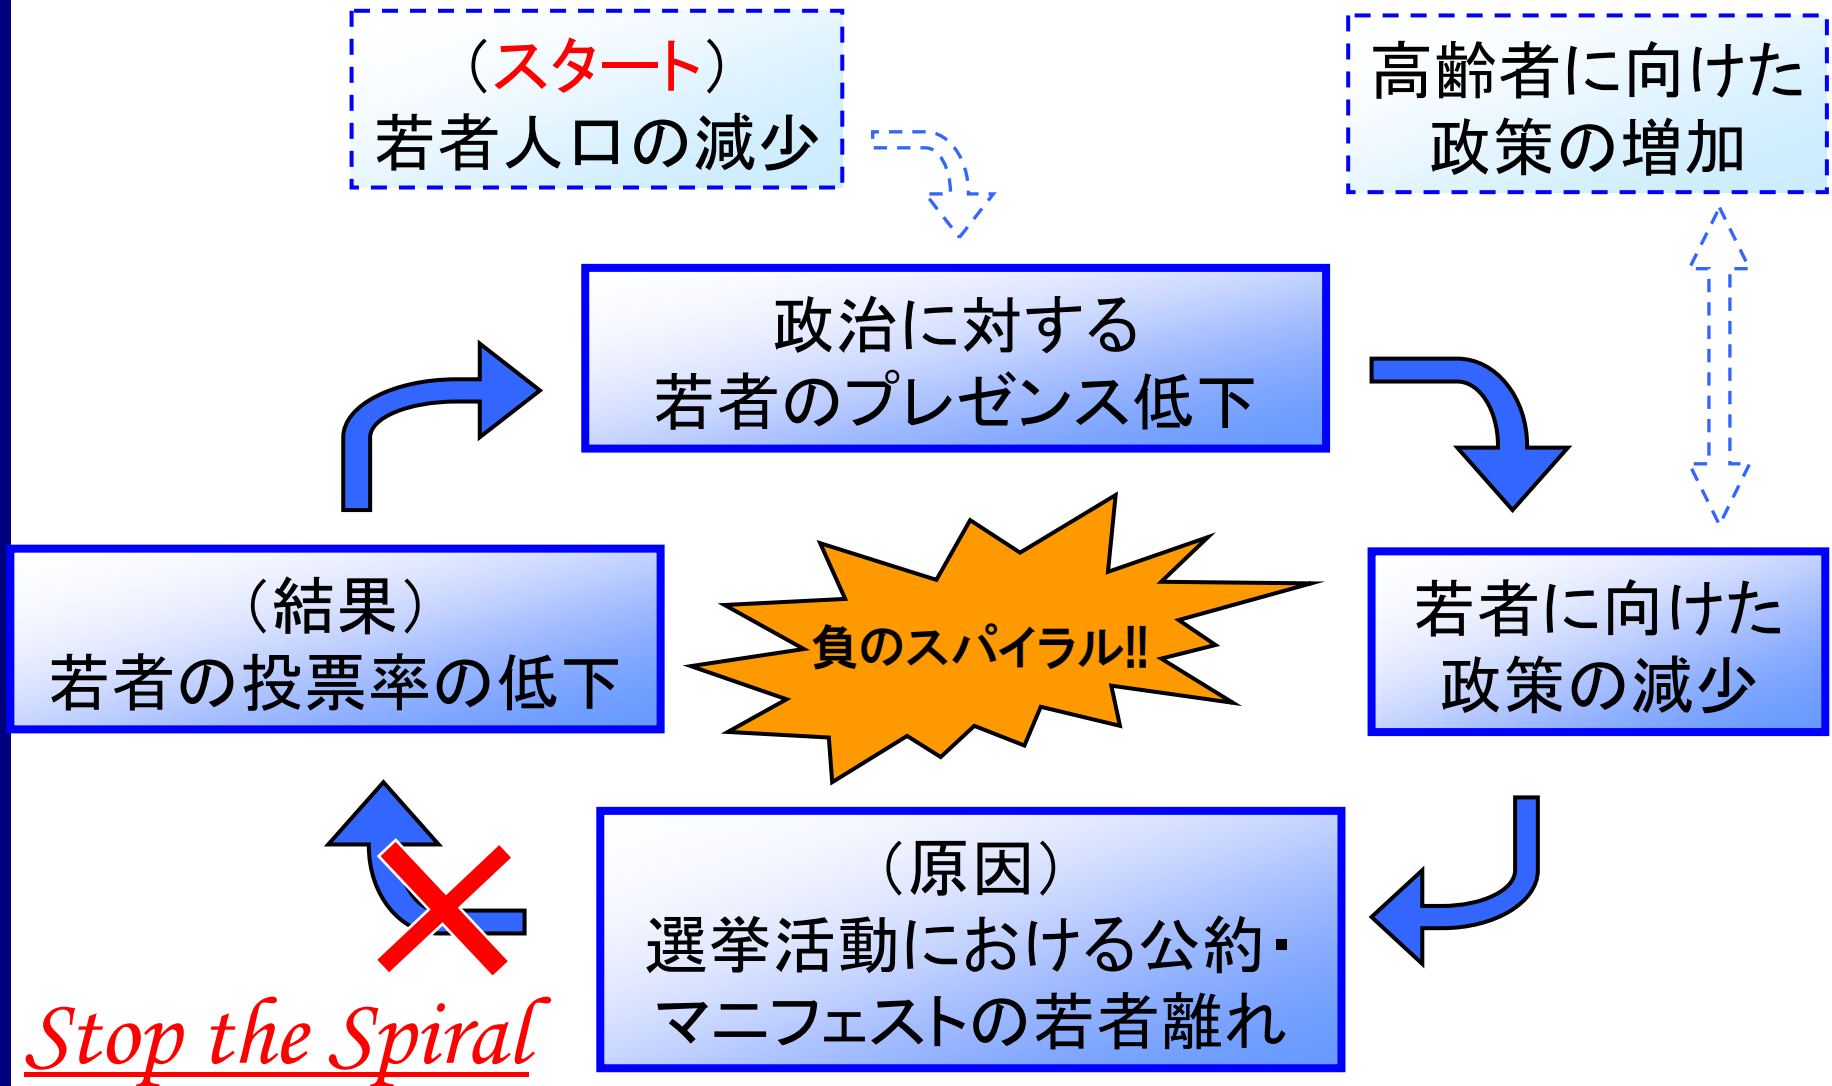 （スタート）
若者人口の減少
高齢者に向けた
政策の増加
政治に対する
若者のプレゼンス低下
（結果）
若者の投票率の低下
負のスパイラル!!
若者に向けた
政策の減少
（原因）
選挙活動における公約・
マニフェストの若者離れ
Stop the Spiral